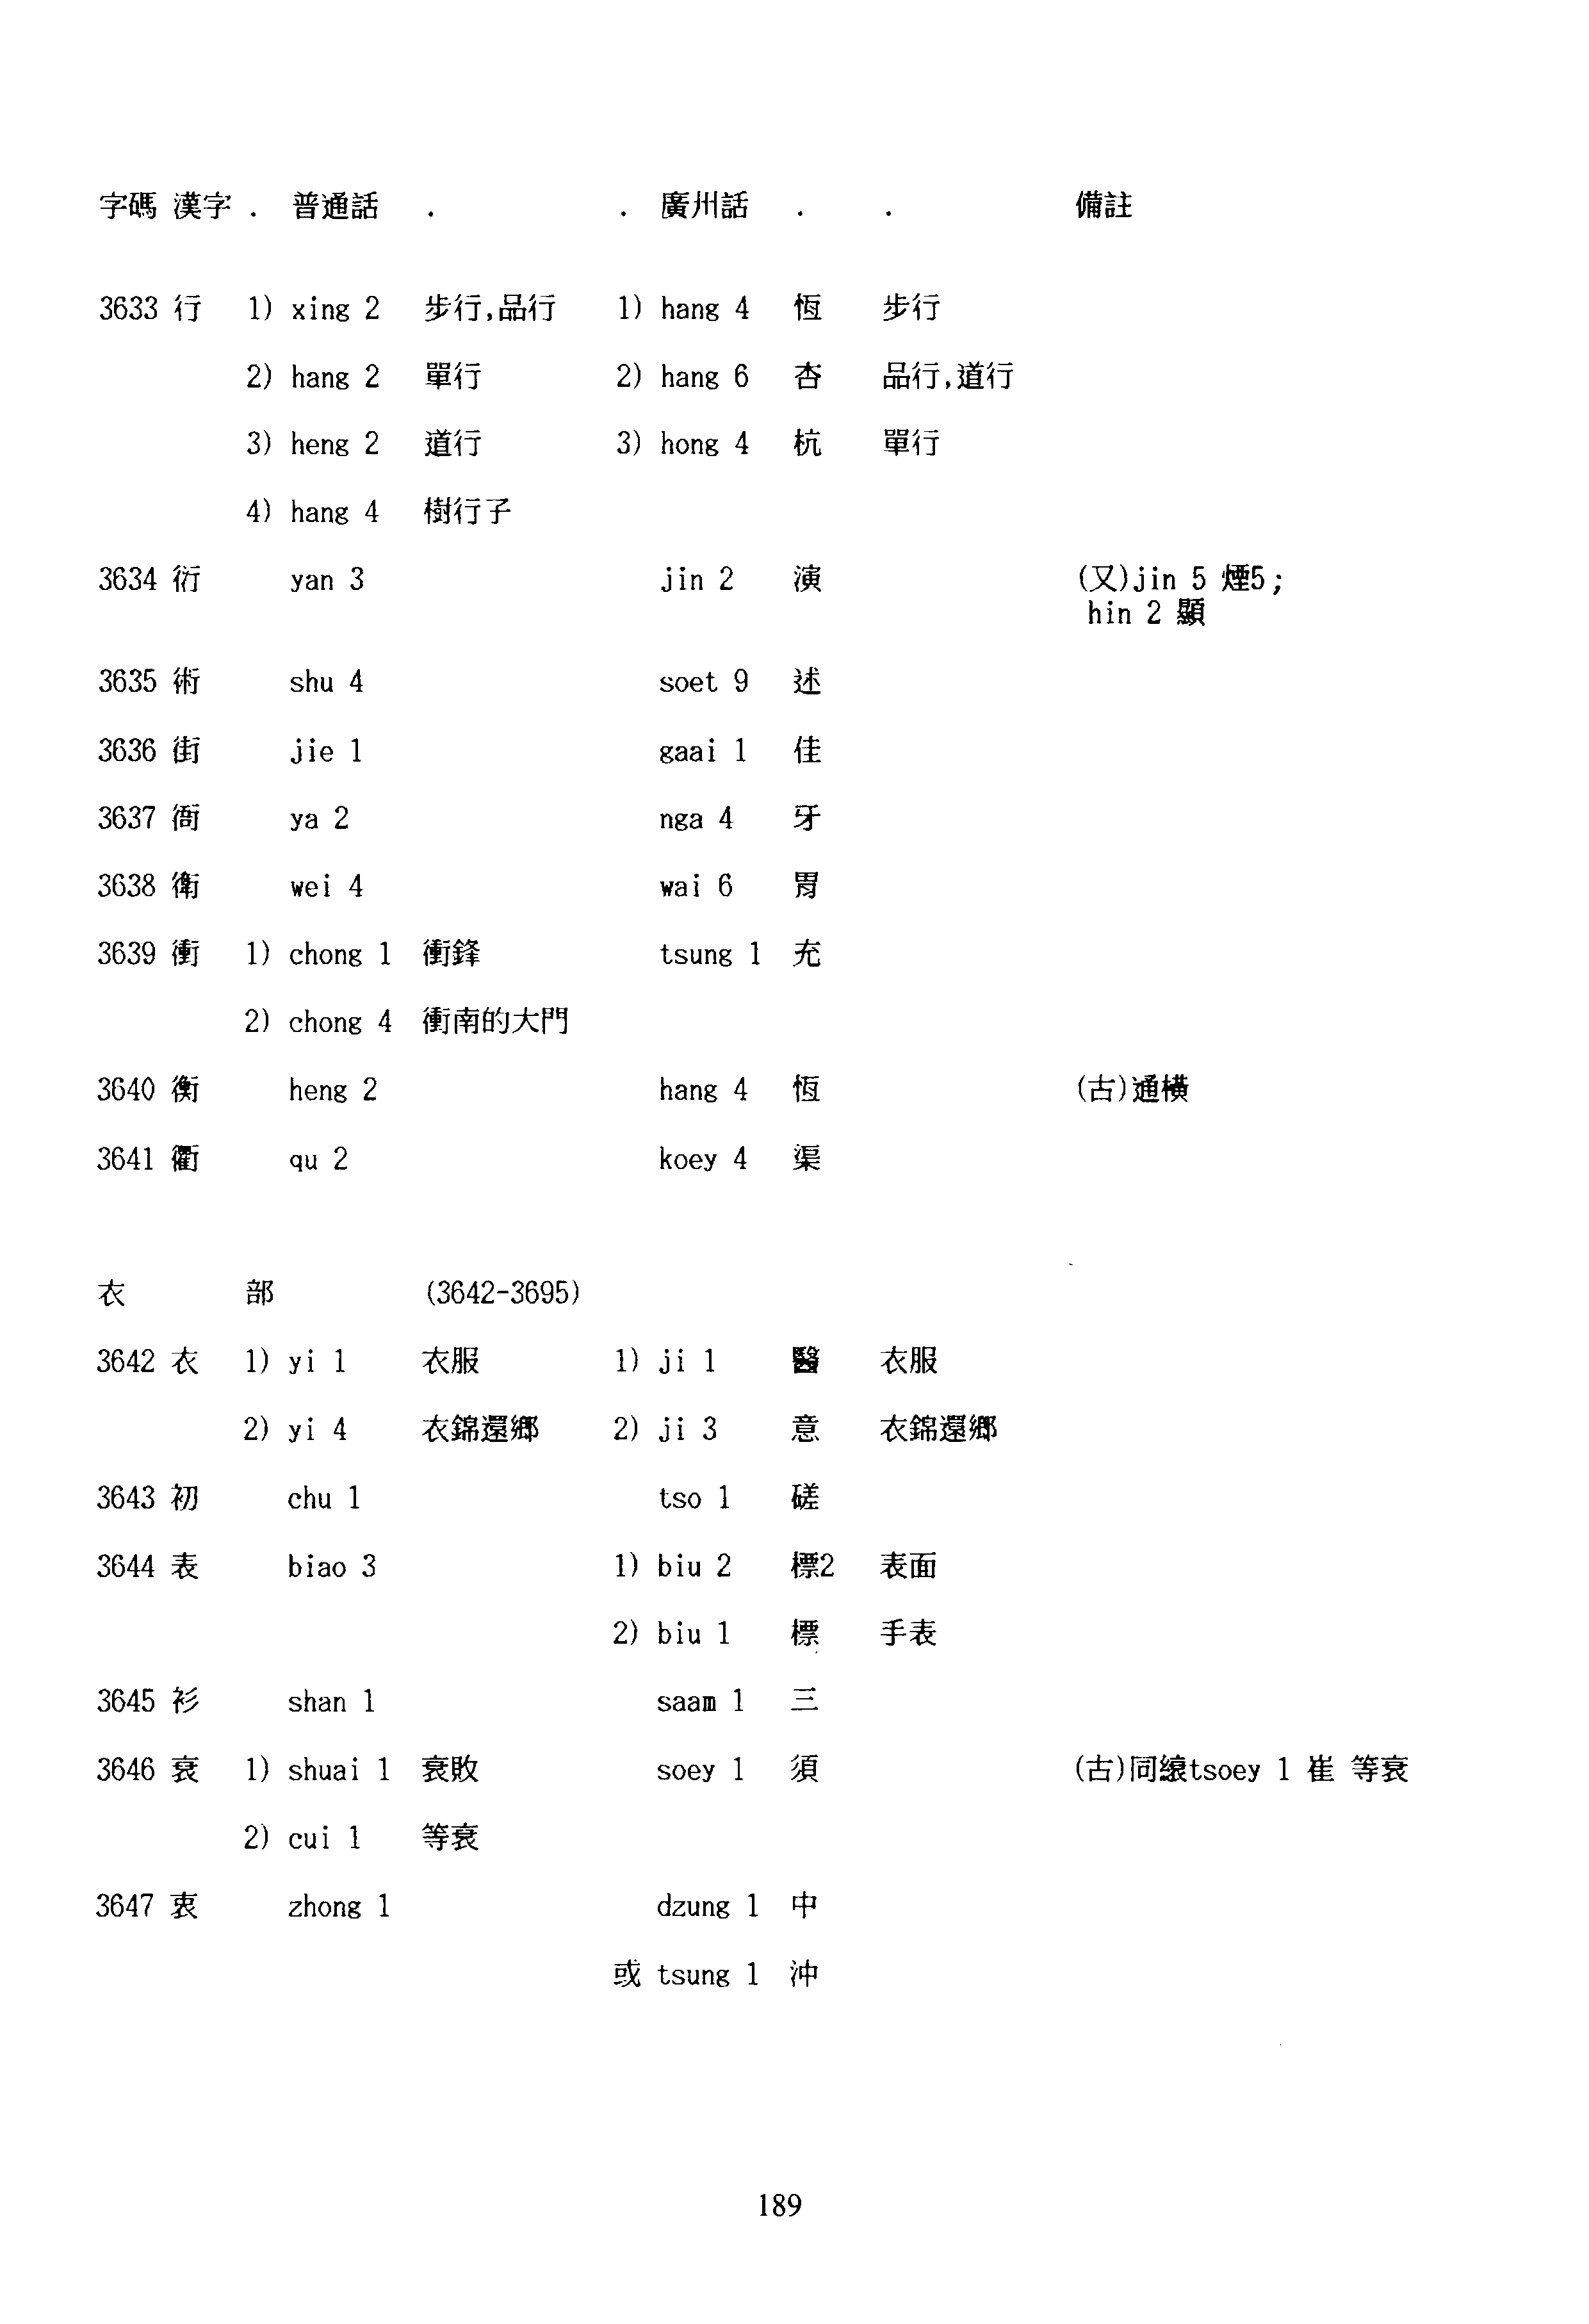 字碼 漢字 . 普通話 . . 廣州話 . . 備註
3633 行 1) xing 2 步行,品行 1) hang 4 恆 步行
2) hang 2 單行 2) hang 6 杏 品行,道行
3) heng 2 道行 3) hong 4 杭 單行
4) hang 4 樹行子
3634 衍 yan 3 jin 2 演 (又)jin 5 煙5;
hin 2 顯
3635 術 shu 4 soet 9 述
3636 街 jie 1 gaai 1 佳
3637 衙 ya 2 nga 4 牙
3638 衛 wei 4 wai 6 胃
3639 衝 1) chong 1 衝鋒 tsung 1 充
2) chong 4 衝南的大門
3640 衡 heng 2 hang 4 恆 (古)通橫
3641 衢 qu 2 koey 4 渠
衣 部 (3642-3695)
3642 衣 1) yi 1 衣服 1) ji 1 醫 衣服
2) yi 4 衣錦還鄉 2) ji 3 意 衣錦還鄉
3643 初 chu 1 tso 1 磋
3644 表 biao 3 1) biu 2 標2 表面
2) biu 1 標 手表
3645 衫 shan 1 saam 1 三
3646 衰 1) shuai 1 衰敗 soey 1 須 (古)同縗tsoey 1 崔 等衰
2) cui 1 等衰
3647 衷 zhong 1 dzung 1 中
或 tsung 1 沖
189